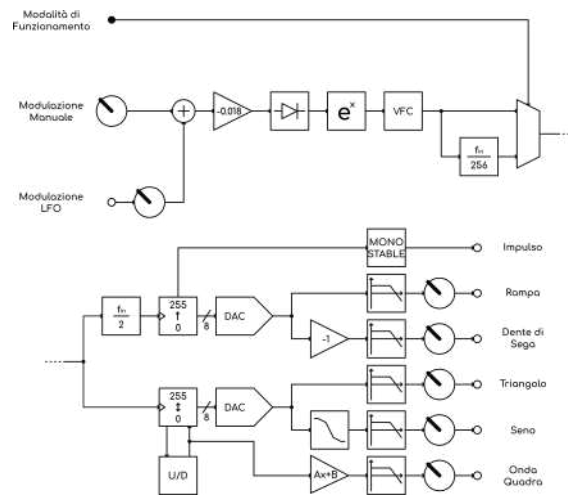 Modalità di
Funzionamento
Modulazione
Manuale
+
-0.018
e^x
VFC
f_in
256
Modulazione
LFO
MONO
STABLE
Impulso
f_in
2
255
↑
0
8
DAC
Rampa
-1
Dente di
Sega
255
↕
0
8
DAC
Triangolo
Seno
U/D
Ax+B
Onda
Quadra